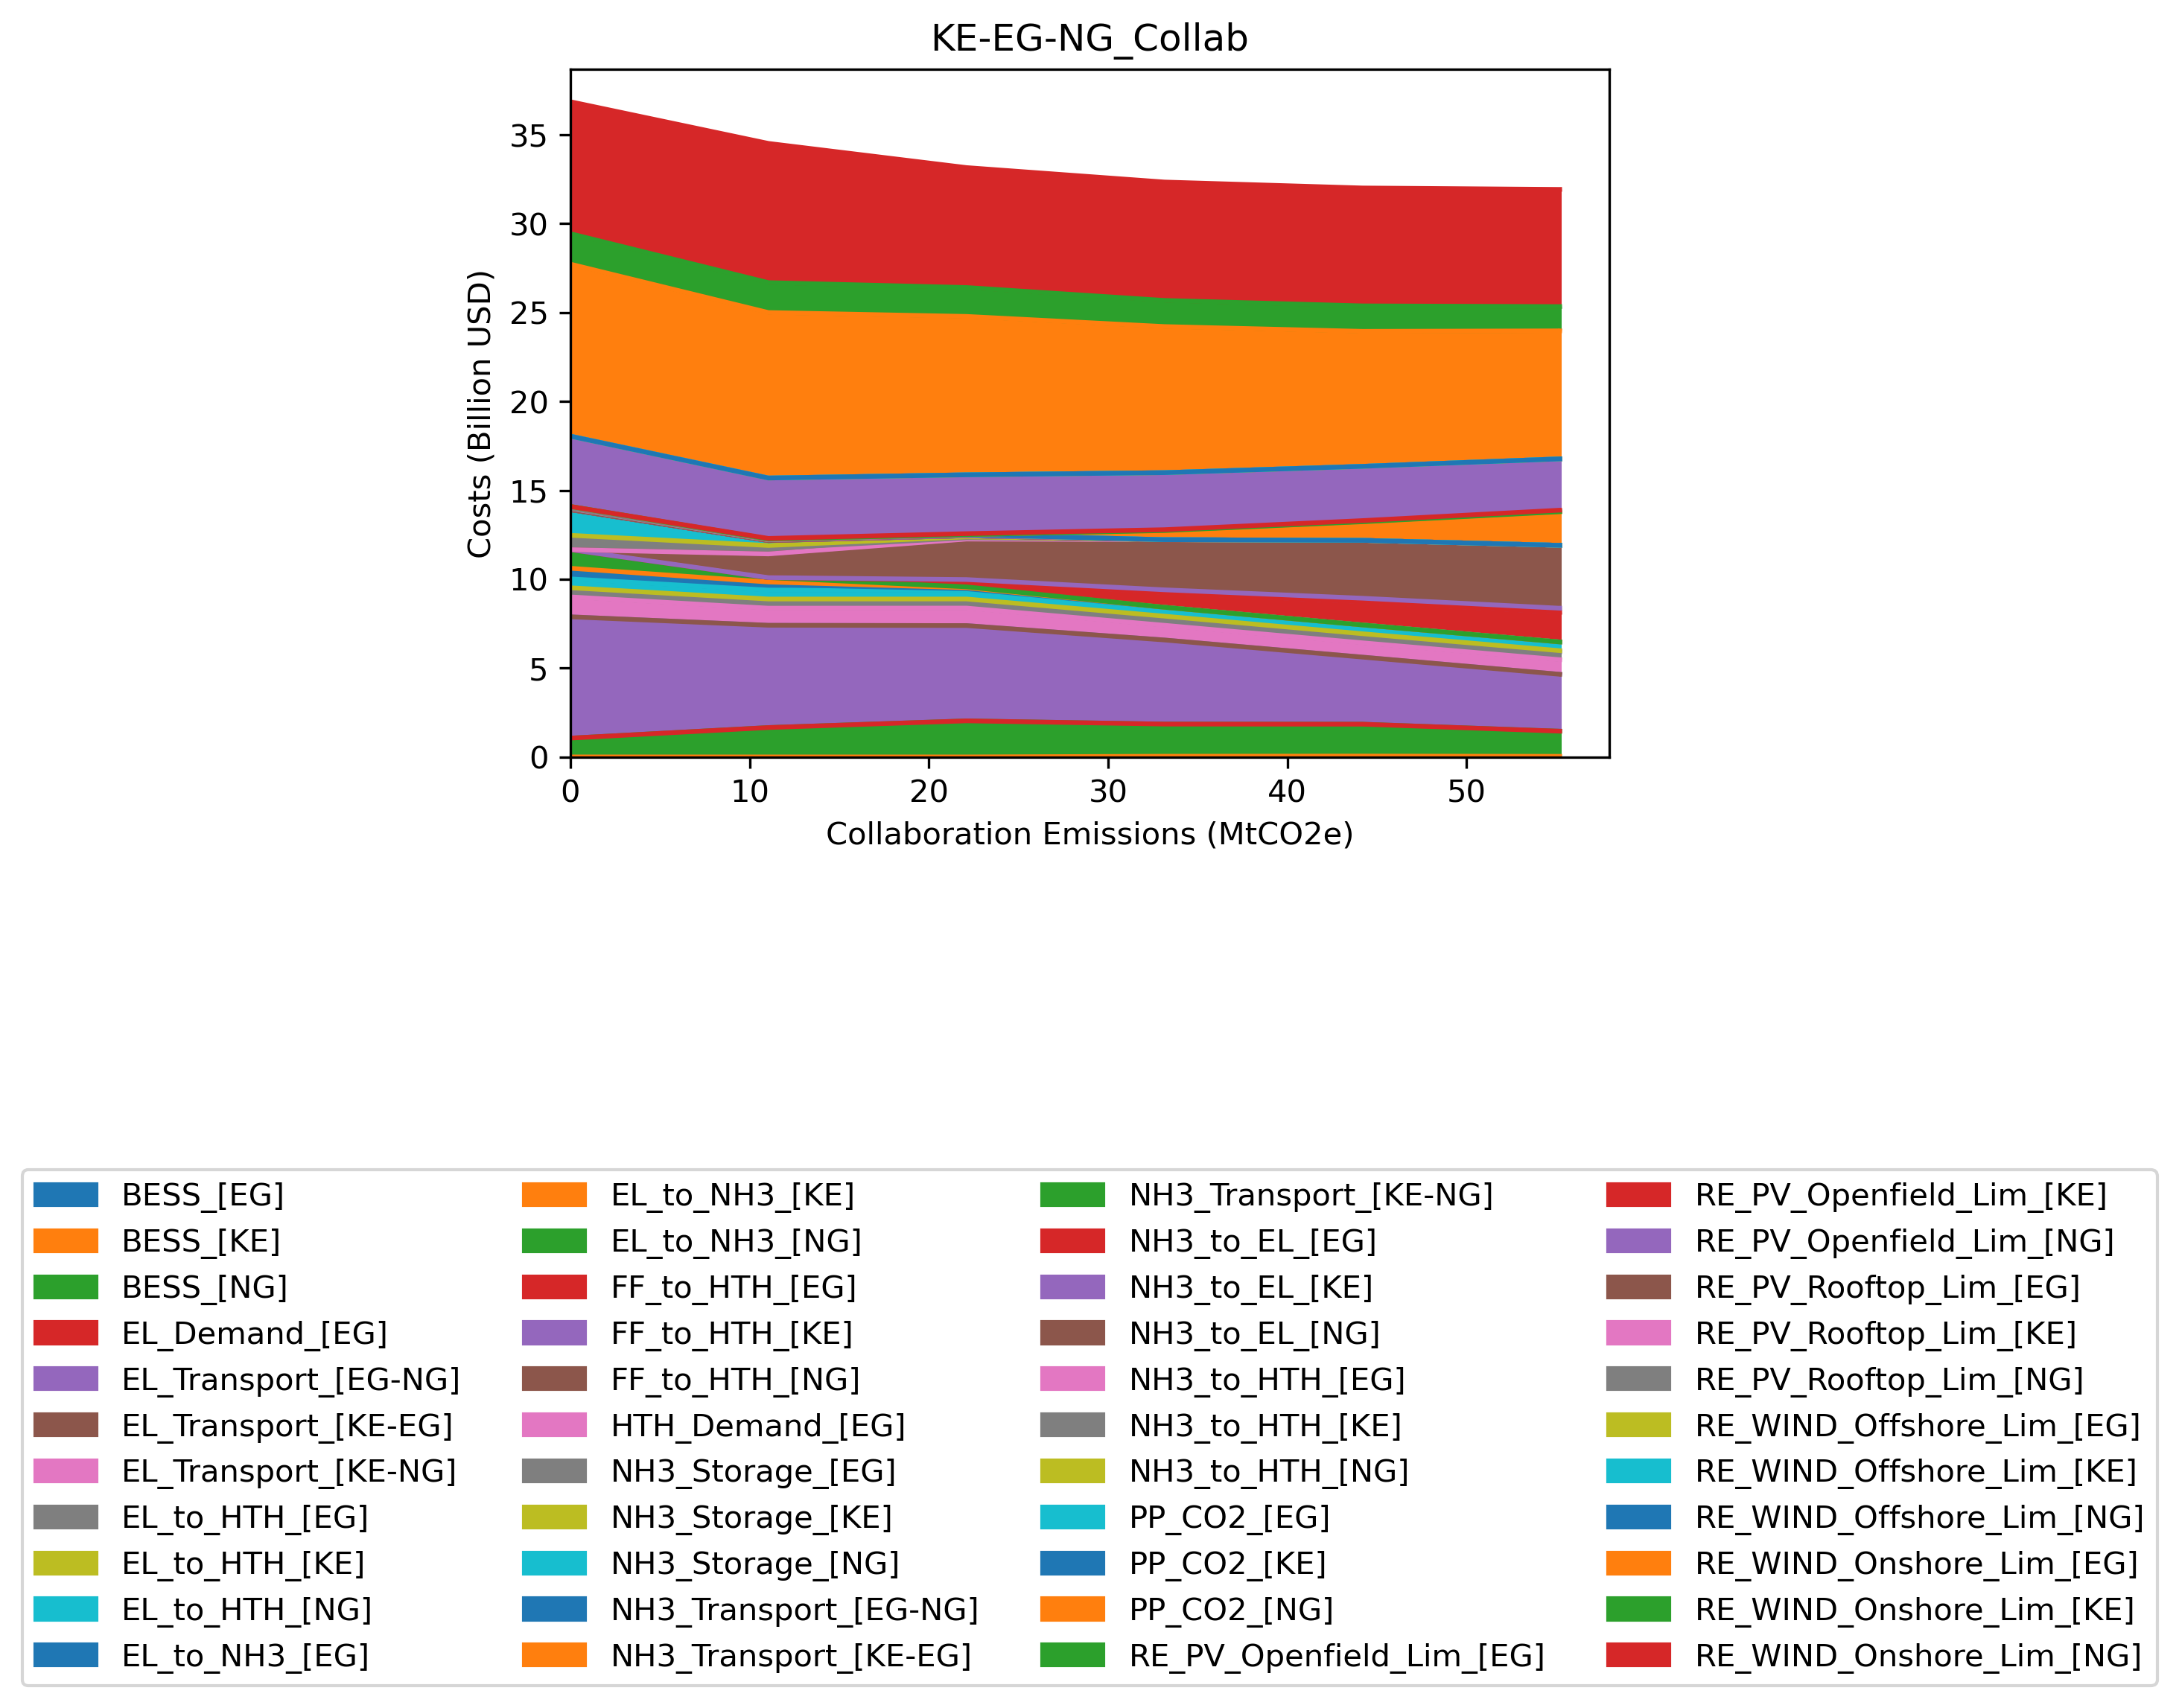 KE-EG-NG_Collab
35
30
25
20
15
10
5
0
Costs (Billion USD)
0 10 20 30 40 50
Collaboration Emissions (MtCO2e)
BESS_[EG]
BESS_[KE]
BESS_[NG]
EL_Demand_[EG]
EL_Transport_[EG-NG]
EL_Transport_[KE-EG]
EL_Transport_[KE-NG]
EL_to_HTH_[EG]
EL_to_HTH_[KE]
EL_to_HTH_[NG]
EL_to_NH3_[EG]
EL_to_NH3_[KE]
EL_to_NH3_[NG]
FF_to_HTH_[EG]
FF_to_HTH_[KE]
FF_to_HTH_[NG]
HTH_Demand_[EG]
NH3_Storage_[EG]
NH3_Storage_[KE]
NH3_Storage_[NG]
NH3_Transport_[EG-NG]
NH3_Transport_[KE-EG]
NH3_Transport_[KE-NG]
NH3_to_EL_[EG]
NH3_to_EL_[KE]
NH3_to_EL_[NG]
NH3_to_HTH_[EG]
NH3_to_HTH_[KE]
NH3_to_HTH_[NG]
PP_CO2_[EG]
PP_CO2_[KE]
PP_CO2_[NG]
RE_PV_Openfield_Lim_[EG]
RE_PV_Openfield_Lim_[KE]
RE_PV_Openfield_Lim_[NG]
RE_PV_Rooftop_Lim_[EG]
RE_PV_Rooftop_Lim_[KE]
RE_PV_Rooftop_Lim_[NG]
RE_WIND_Offshore_Lim_[EG]
RE_WIND_Offshore_Lim_[KE]
RE_WIND_Offshore_Lim_[NG]
RE_WIND_Onshore_Lim_[EG]
RE_WIND_Onshore_Lim_[KE]
RE_WIND_Onshore_Lim_[NG]